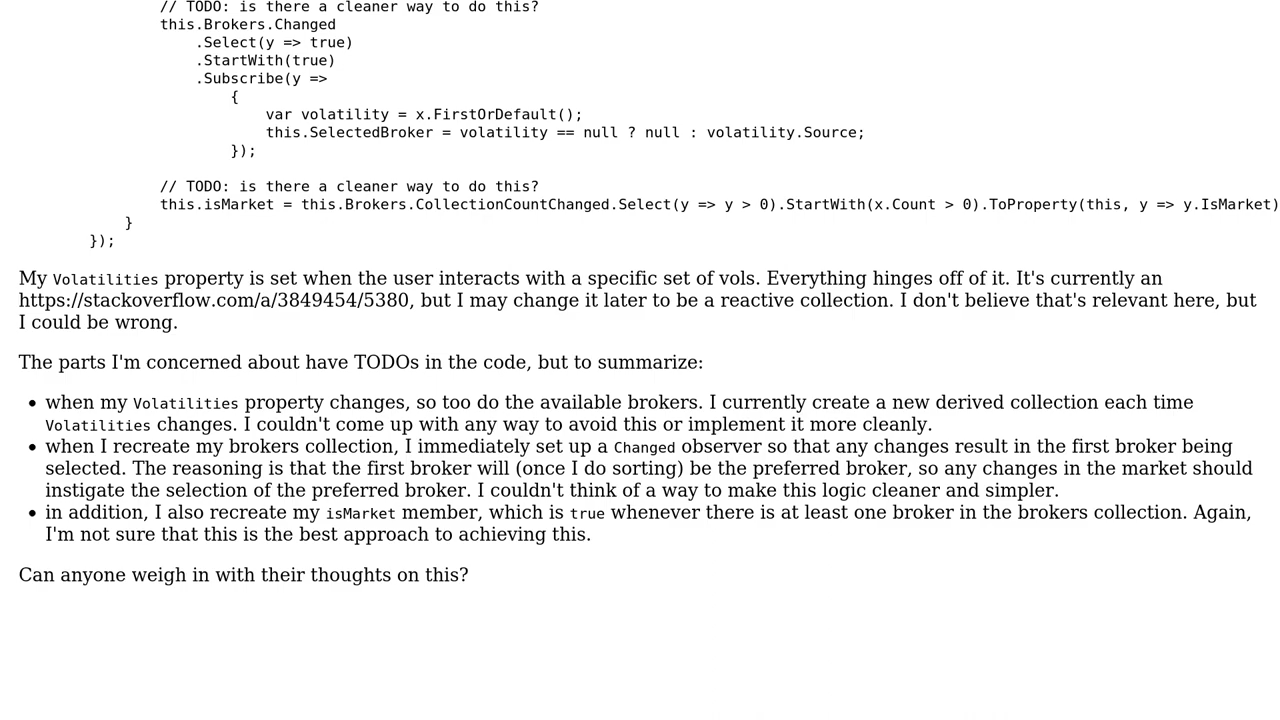 // TODO: is there a cleaner way to do this?
this.Brokers.Changed
.Select(y => true)
.StartWith(true)
.Subscribe(y =>
{
var volatility = x.FirstOrDefault();
this.SelectedBroker = volatility == null ? null : volatility.Source;
});
// TODO: is there a cleaner way to do this?
this.isMarket = this.Brokers.CollectionCountChanged.Select(y => y > 0).StartWith(x.Count > 0).ToProperty(this, y => y.IsMarket)
}
});
My Volatilities property is set when the user interacts with a specific set of vols. Everything hinges off of it. It's currently an
https://stackoverflow.com/a/3849454/5380, but I may change it later to be a reactive collection. I don't believe that's relevant here, but
I could be wrong.
The parts I'm concerned about have TODOs in the code, but to summarize:
• when my Volatilities property changes, so too do the available brokers. I currently create a new derived collection each time
Volatilities changes. I couldn't come up with any way to avoid this or implement it more cleanly.
• when I recreate my brokers collection, I immediately set up a Changed observer so that any changes result in the first broker being
selected. The reasoning is that the first broker will (once I do sorting) be the preferred broker, so any changes in the market should
instigate the selection of the preferred broker. I couldn't think of a way to make this logic cleaner and simpler.
• in addition, I also recreate my isMarket member, which is true whenever there is at least one broker in the brokers collection. Again,
I'm not sure that this is the best approach to achieving this.
Can anyone weigh in with their thoughts on this?